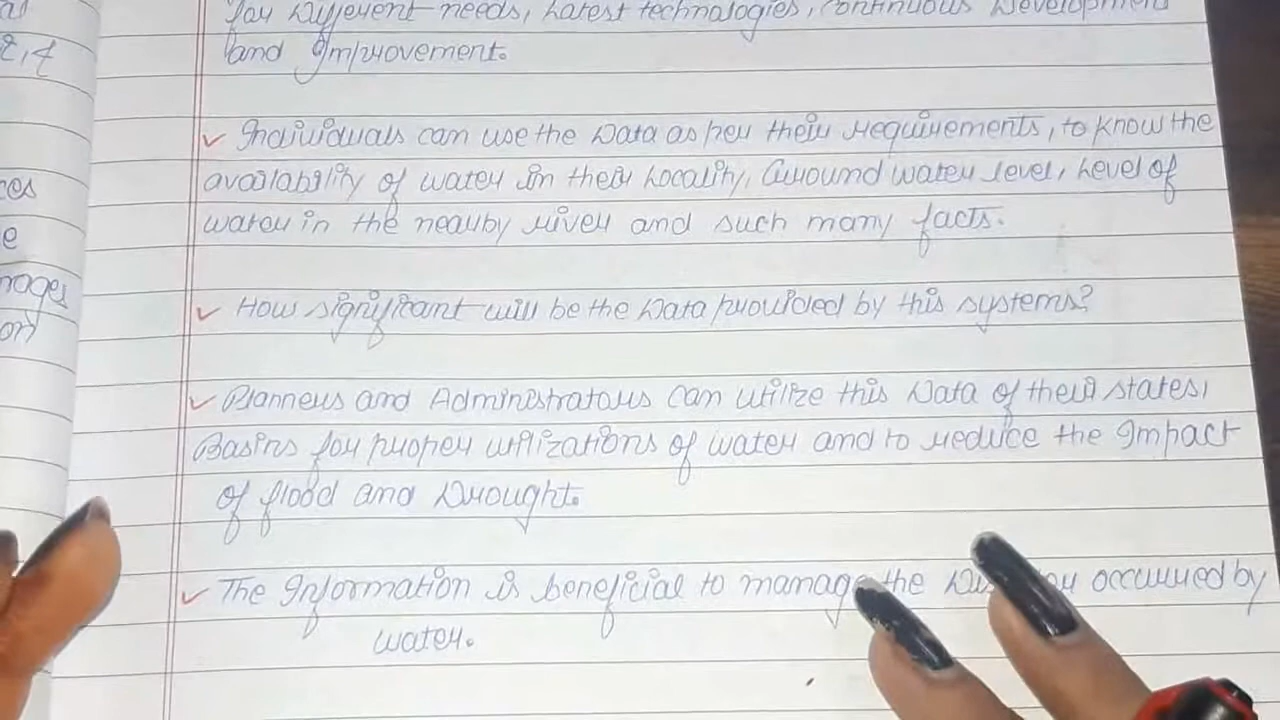 for Different needs, Latest technologies, Continuous Development
and Improvement.
✓ Individuals can use the Data as per their requirements, to know the
availability of water in their Locality, Ground water level, Level of
water in the nearby river and such many facts.
✓ How significant will be the Data provided by this systems?
✓ Planners and Administrators can utilize this Data of their states,
Basins for proper utilizations of water and to reduce the Impact
of flood and Drought.
✓ The Information is beneficial to manage the occurred by
water.
ces
e